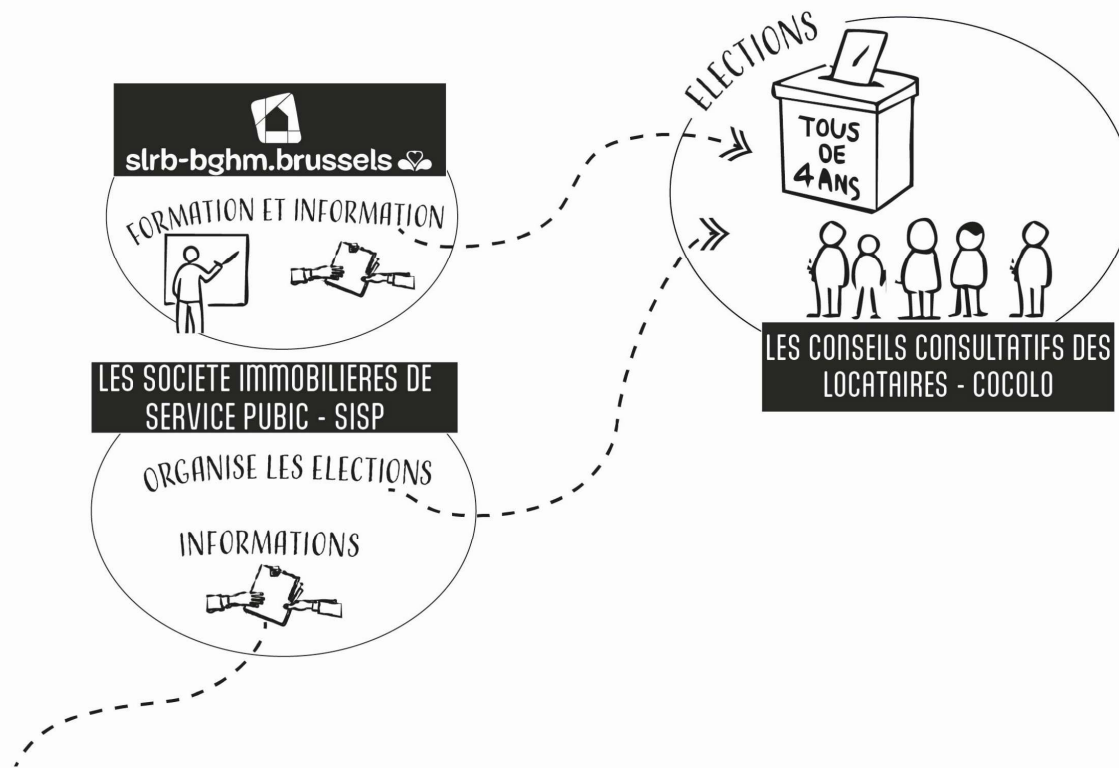 slrb-bghm.brussels
FORMATION ET INFORMATION
LES SOCIETE IMMOBILIERES DE
SERVICE PUBIC - SISP
ORGANISE LES ELECTIONS
INFORMATIONS
ELECTIONS
TOUS
DE
4 ANS
LES CONSEILS CONSULTATIFS DES
LOCATAIRES - COCOLO